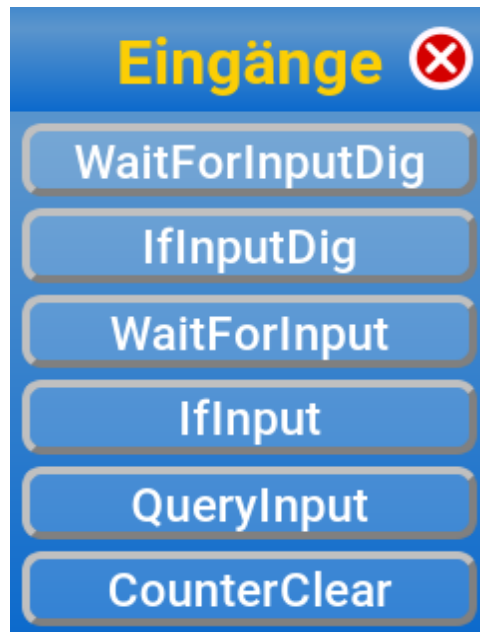 Eingänge
WaitForInputDig
IfInputDig
WaitForInput
IfInput
QueryInput
CounterClear